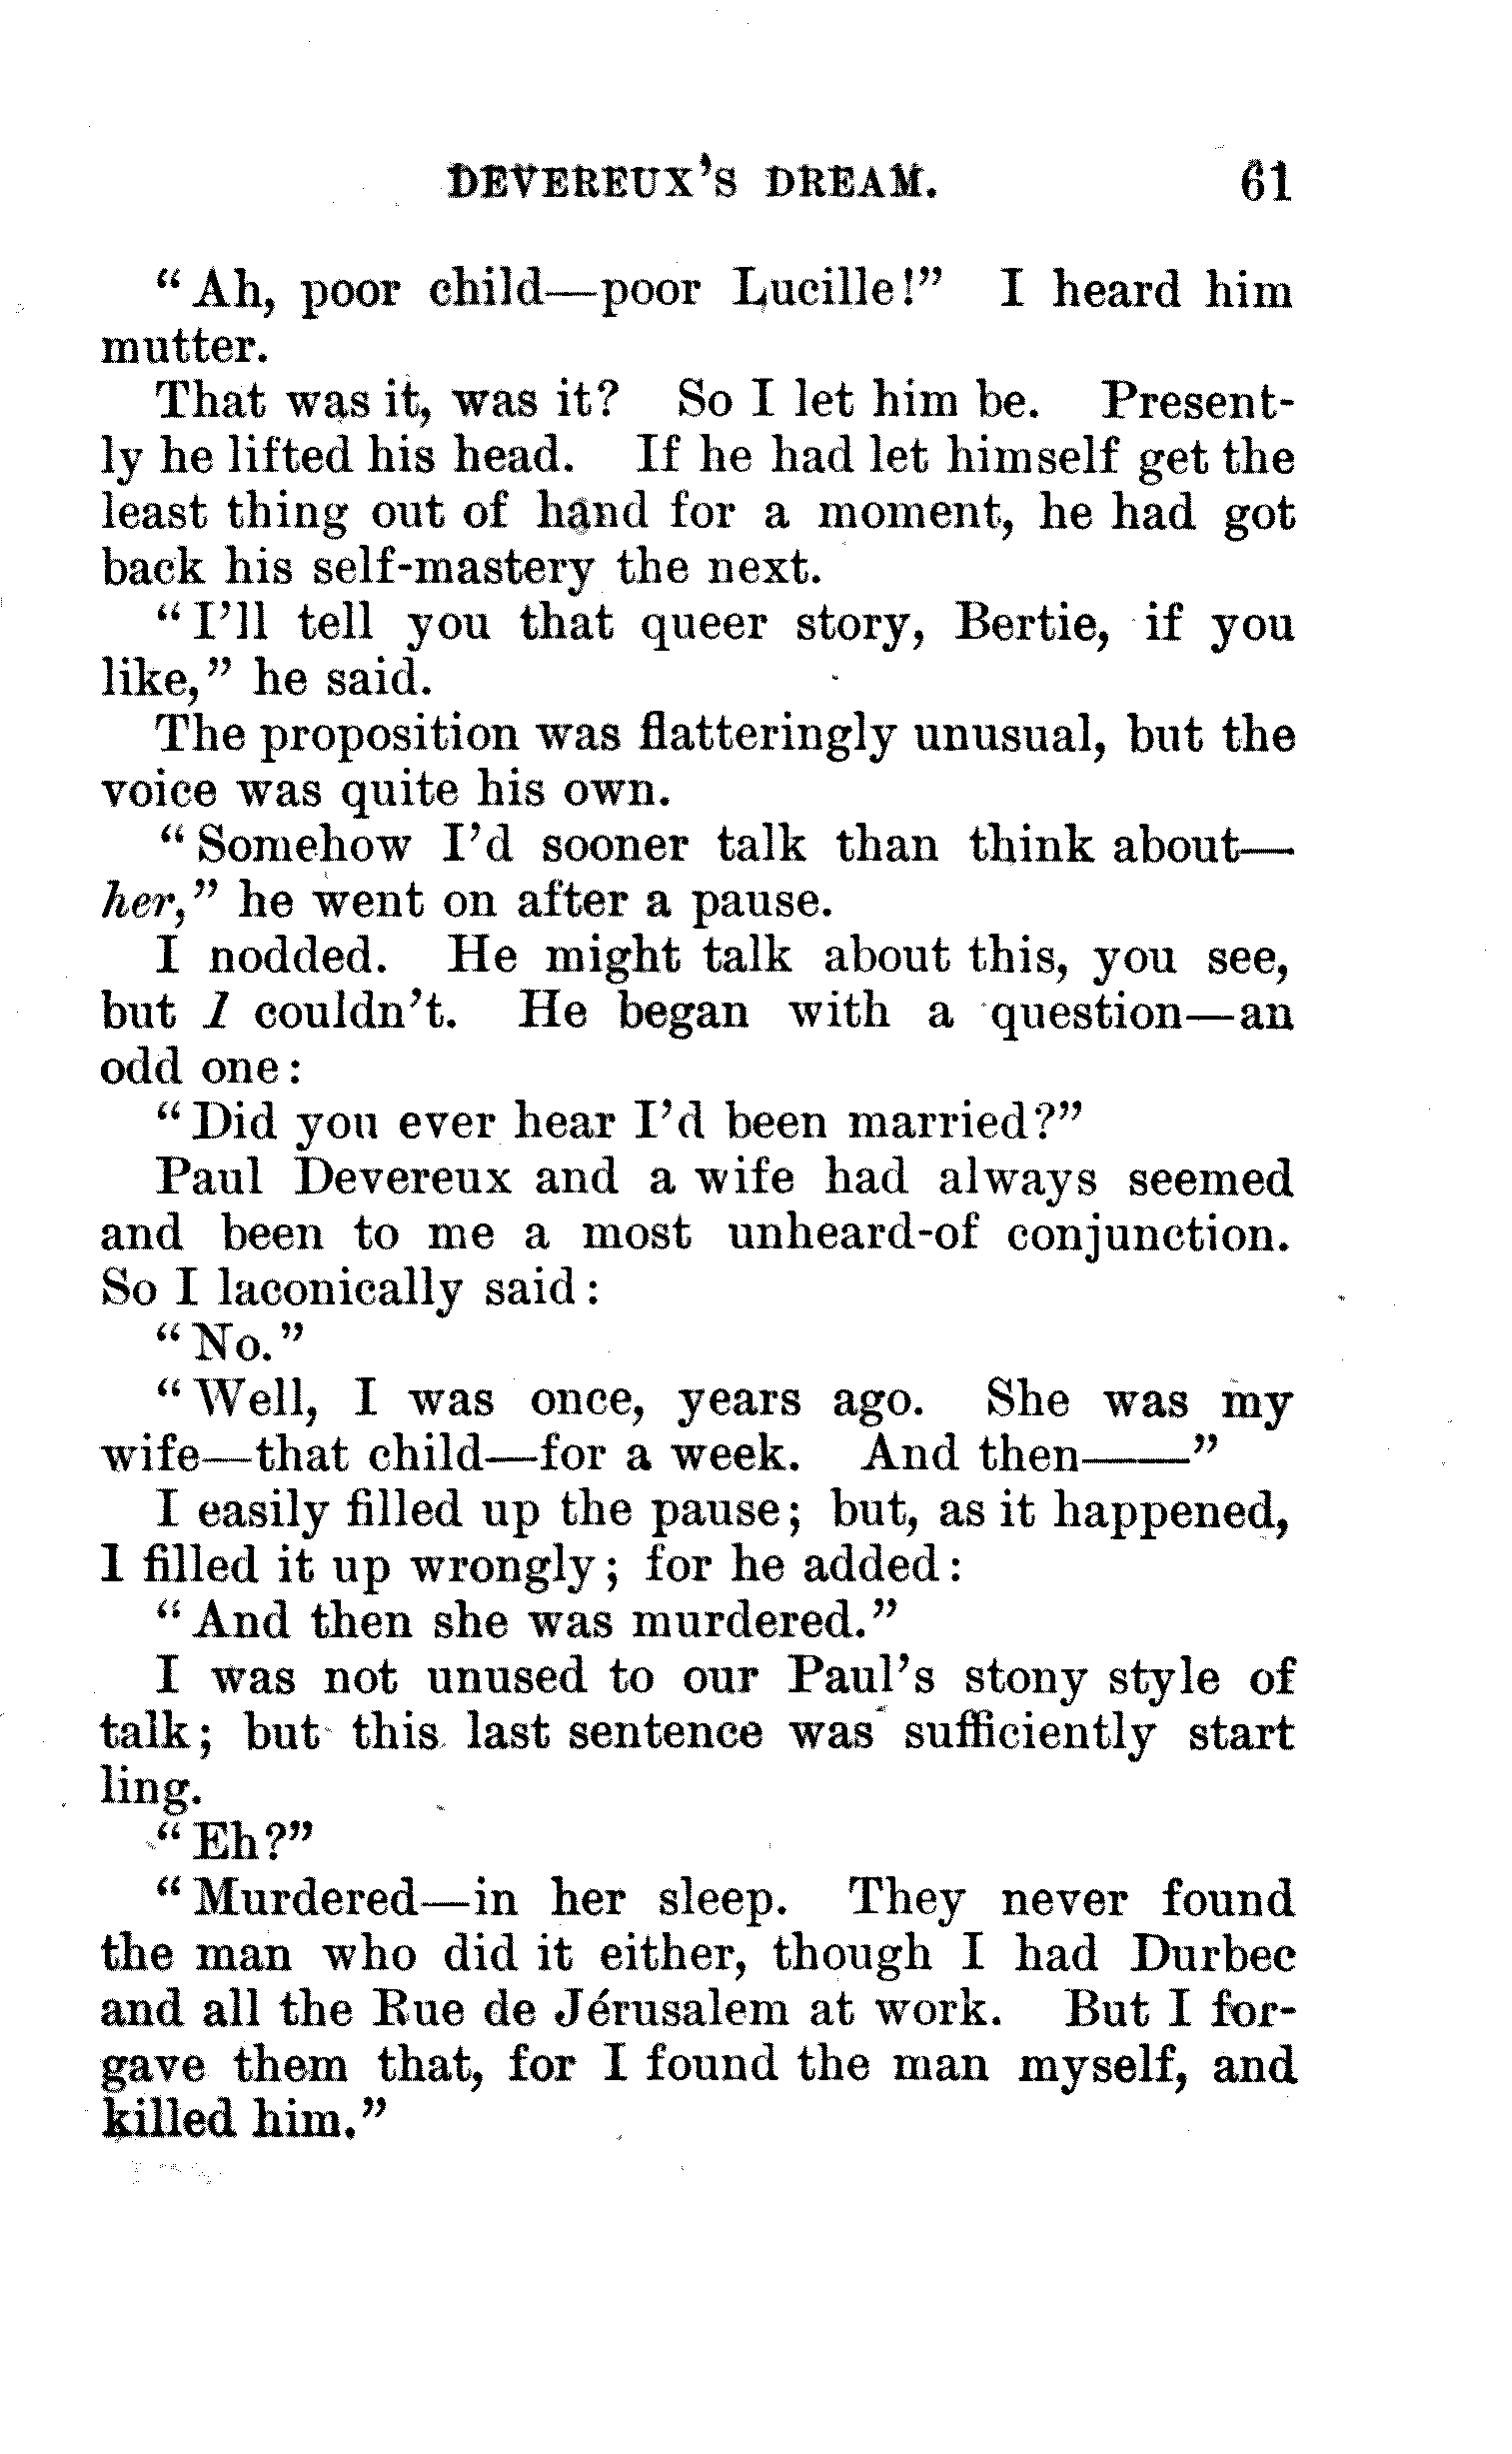 DEVEREUX'S DREAM. 61
“Ah, poor child—poor Lucille!” I heard him
mutter.
That was it, was it? So I let him be. Present-
ly he lifted his head. If he had let himself get the
least thing out of hand for a moment, he had got
back his self-mastery the next.
“I’ll tell you that queer story, Bertie, if you
like,” he said.
The proposition was flatteringly unusual, but the
voice was quite his own.
“Somehow I’d sooner talk than think about—
her,” he went on after a pause.
I nodded. He might talk about this, you see,
but I couldn’t. He began with a question—an
odd one:
“Did you ever hear I’d been married?”
Paul Devereux and a wife had always seemed
and been to me a most unheard-of conjunction.
So I laconically said:
“No.”
“Well, I was once, years ago. She was my
wife—that child—for a week. And then——”
I easily filled up the pause; but, as it happened,
I filled it up wrongly; for he added:
“And then she was murdered.”
I was not unused to our Paul’s stony style of
talk; but this last sentence was sufficiently start
ling.
“Eh?”
“Murdered—in her sleep. They never found
the man who did it either, though I had Durbec
and all the Rue de Jérusalem at work. But I for-
gave them that, for I found the man myself, and
killed him.”